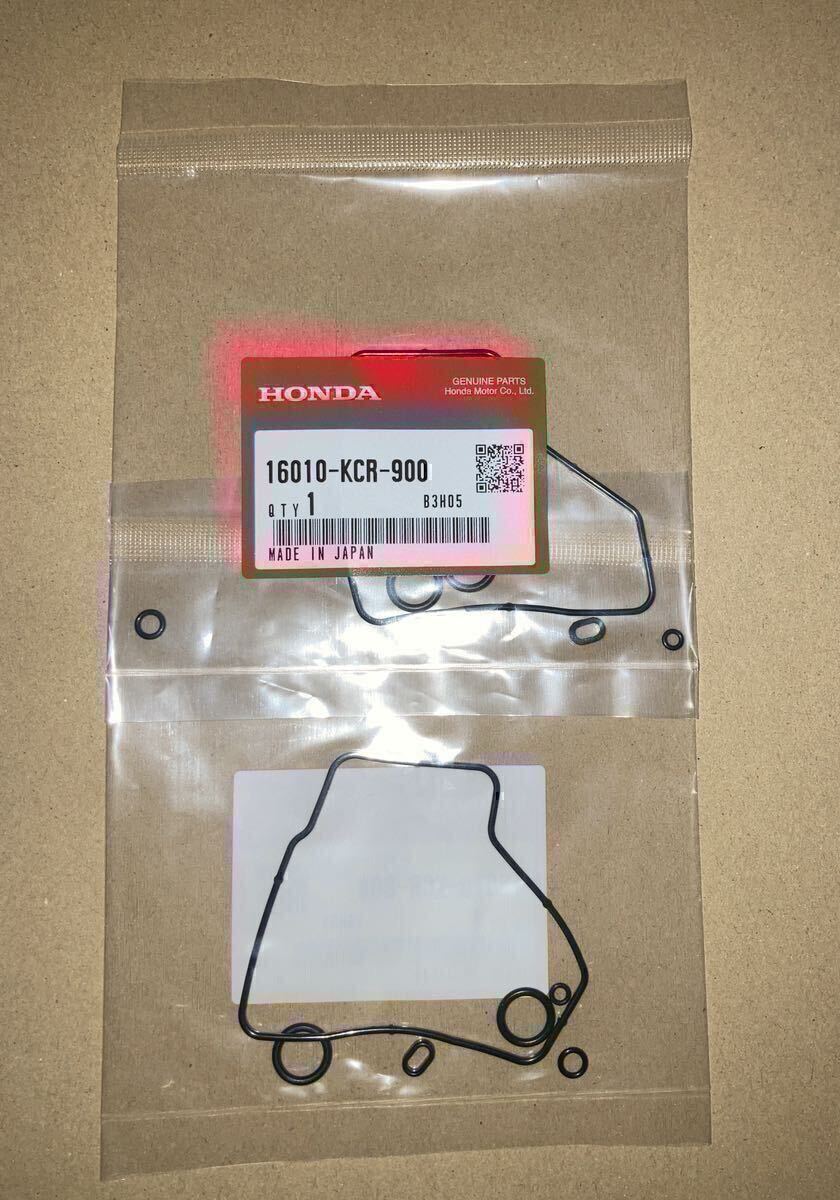 HONDA
GENUINE PARTS
Honda Motor Co., Ltd.
16010-KCR-900
QTY 1
B3H05
MADE IN JAPAN